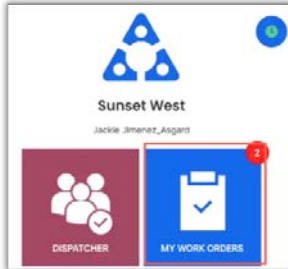 Sunset West
Jackie Jimenez_Asgard
2
DISPATCHER
MY WORK ORDERS